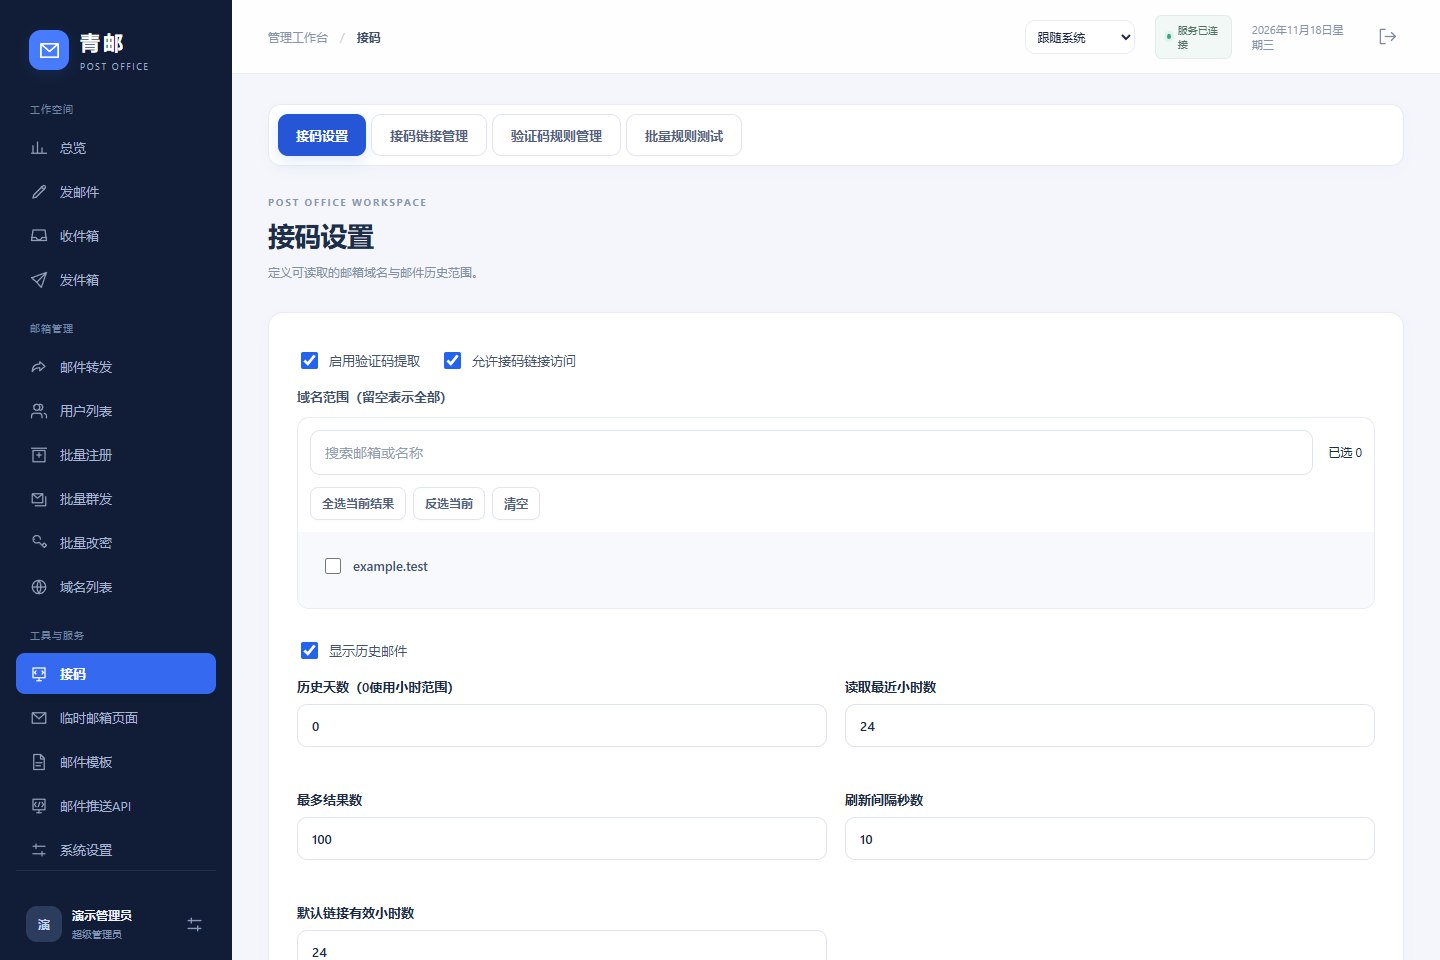 青邮
POST OFFICE
工作空间
总览
发邮件
收件箱
发件箱
邮箱管理
邮件转发
用户列表
批量注册
批量群发
批量改密
域名列表
工具与服务
接码
临时邮箱页面
邮件模板
邮件推送API
系统设置
演
演示管理员
超级管理员
管理工作台 / 接码
跟随系统
服务已连
接
2026年11月18日星
期三
接码设置
接码链接管理
验证码规则管理
批量规则测试
POST OFFICE WORKSPACE
接码设置
定义可读取的邮箱域名与邮件历史范围。
启用验证码提取
允许接码链接访问
域名范围（留空表示全部）
搜索邮箱或名称
已选 0
全选当前结果
反选当前
清空
example.test
显示历史邮件
历史天数（0使用小时范围）
读取最近小时数
0
24
最多结果数
刷新间隔秒数
100
10
默认链接有效小时数
24